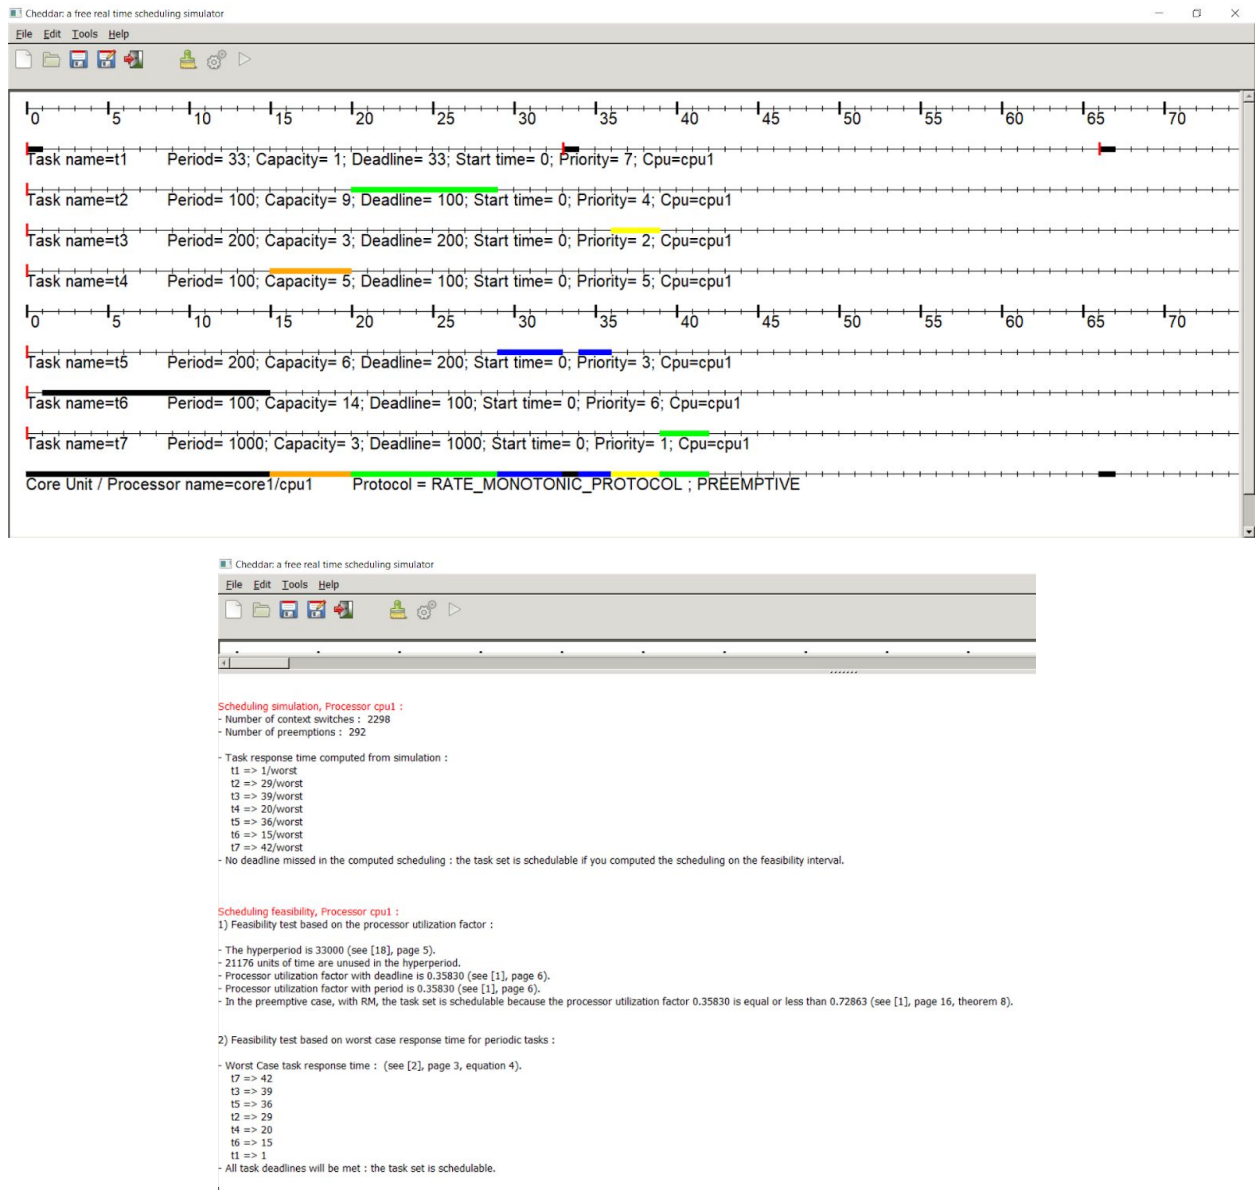 Cheddar: a free real time scheduling simulator
File Edit Tools Help
0 5 10 15 20 25 30 35 40 45 50 55 60 65 70
Task name=t1 Period= 33; Capacity= 1; Deadline= 33; Start time= 0; Priority= 7; Cpu=cpu1
Task name=t2 Period= 100; Capacity= 9; Deadline= 100; Start time= 0; Priority= 4; Cpu=cpu1
Task name=t3 Period= 200; Capacity= 3; Deadline= 200; Start time= 0; Priority= 2; Cpu=cpu1
Task name=t4 Period= 100; Capacity= 5; Deadline= 100; Start time= 0; Priority= 5; Cpu=cpu1
0 5 10 15 20 25 30 35 40 45 50 55 60 65 70
Task name=t5 Period= 200; Capacity= 6; Deadline= 200; Start time= 0; Priority= 3; Cpu=cpu1
Task name=t6 Period= 100; Capacity= 14; Deadline= 100; Start time= 0; Priority= 6; Cpu=cpu1
Task name=t7 Period= 1000; Capacity= 3; Deadline= 1000; Start time= 0; Priority= 1; Cpu=cpu1
Core Unit / Processor name=core1/cpu1 Protocol = RATE_MONOTONIC_PROTOCOL ; PREEMPTIVE
Cheddar: a free real time scheduling simulator
File Edit Tools Help
Scheduling simulation, Processor cpu1 :
- Number of context switches : 2298
- Number of preemptions : 292
- Task response time computed from simulation :
t1 => 1/worst
t2 => 29/worst
t3 => 39/worst
t4 => 20/worst
t5 => 36/worst
t6 => 15/worst
t7 => 42/worst
- No deadline missed in the computed scheduling : the task set is schedulable if you computed the scheduling on the feasibility interval.
Scheduling feasibility, Processor cpu1 :
1) Feasibility test based on the processor utilization factor :
- The hyperperiod is 33000 (see [18], page 5).
- 21176 units of time are unused in the hyperperiod.
- Processor utilization factor with deadline is 0.35830 (see [1], page 6).
- Processor utilization factor with period is 0.35830 (see [1], page 6).
- In the preemptive case, with RM, the task set is schedulable because the processor utilization factor 0.35830 is equal or less than 0.72863 (see [1], page 16, theorem 8).
2) Feasibility test based on worst case response time for periodic tasks :
- Worst Case task response time : (see [2], page 3, equation 4).
t7 => 42
t3 => 39
t5 => 36
t2 => 29
t4 => 20
t6 => 15
t1 => 1
- All task deadlines will be met : the task set is schedulable.